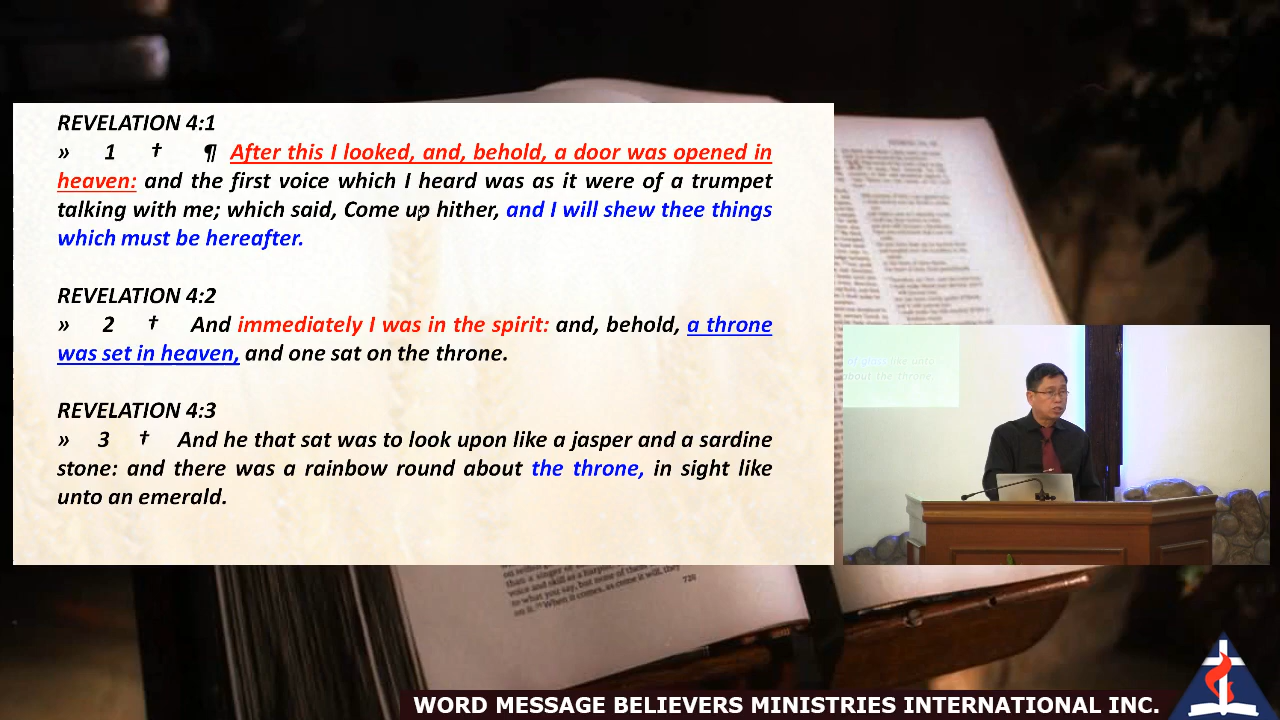 REVELATION 4:1
» 1 † ¶ After this I looked, and, behold, a door was opened in
heaven: and the first voice which I heard was as it were of a trumpet
talking with me; which said, Come up hither, and I will shew thee things
which must be hereafter.
REVELATION 4:2
» 2 † And immediately I was in the spirit: and, behold, a throne
was set in heaven, and one sat on the throne.
REVELATION 4:3
» 3 † And he that sat was to look upon like a jasper and a sardine
stone: and there was a rainbow round about the throne, in sight like
unto an emerald.
about the throne
720
WORD MESSAGE BELIEVERS MINISTRIES INTERNATIONAL INC.